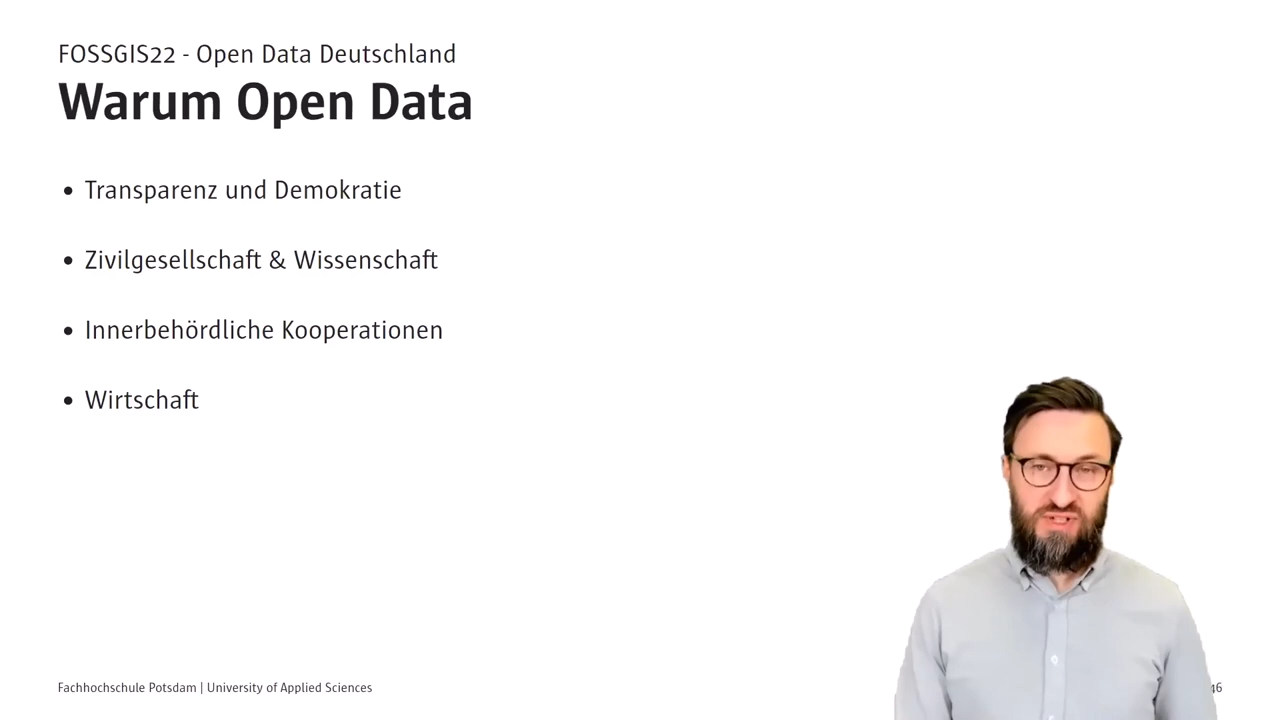 FOSSGIS22 - Open Data Deutschland
Warum Open Data
• Transparenz und Demokratie
• Zivilgesellschaft & Wissenschaft
• Innerbehördliche Kooperationen
• Wirtschaft
Fachhochschule Potsdam | University of Applied Sciences